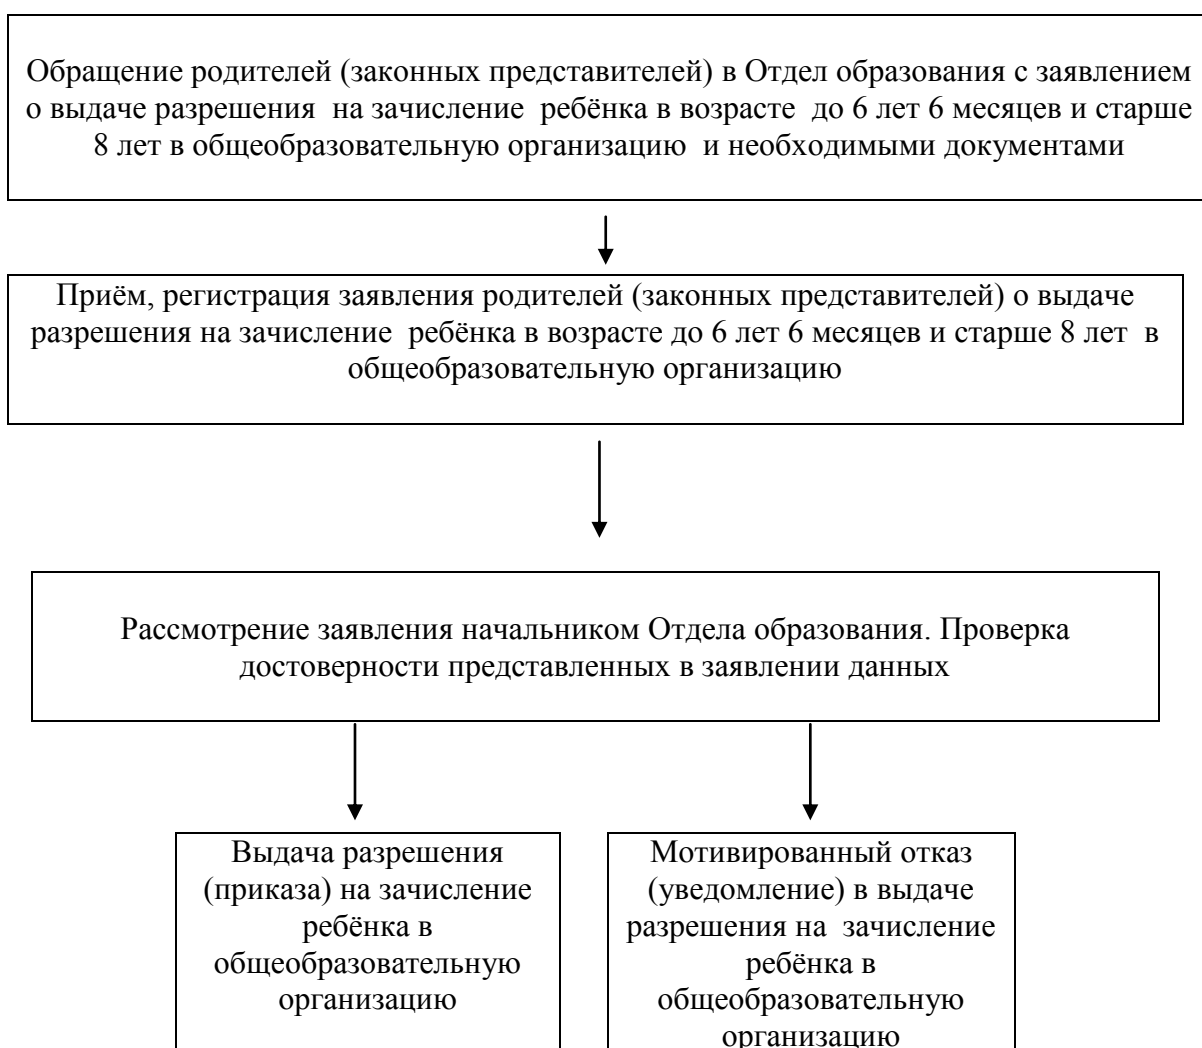 Обращение родителей (законных представителей) в Отдел образования с заявлением
о выдаче разрешения на зачисление ребёнка в возрасте до 6 лет 6 месяцев и старше
8 лет в общеобразовательную организацию и необходимыми документами
Приём, регистрация заявления родителей (законных представителей) о выдаче
разрешения на зачисление ребёнка в возрасте до 6 лет 6 месяцев и старше 8 лет в
общеобразовательную организацию
Рассмотрение заявления начальником Отдела образования. Проверка
достоверности представленных в заявлении данных
Выдача разрешения
(приказа) на зачисление
ребёнка в
общеобразовательную
организацию
Мотивированный отказ
(уведомление) в выдаче
разрешения на зачисление
ребёнка в
общеобразовательную
организацию